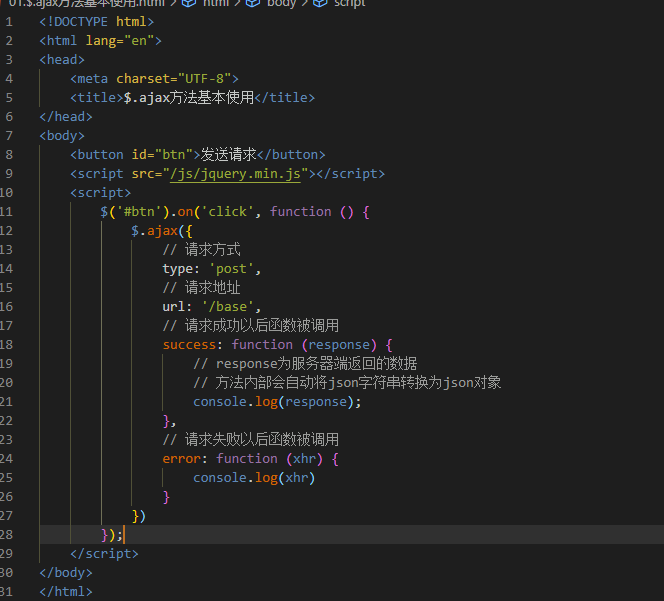 01.$.ajax方法基本使用.html > html > body > script
1 <!DOCTYPE html>
2 <html lang="en">
3 <head>
4     <meta charset="UTF-8">
5     <title>$.ajax方法基本使用</title>
6 </head>
7 <body>
8     <button id="btn">发送请求</button>
9     <script src="/js/jquery.min.js"></script>
10     <script>
11         $('#btn').on('click', function () {
12             $.ajax({
13                 // 请求方式
14                 type: 'post',
15                 // 请求地址
16                 url: '/base',
17                 // 请求成功以后函数被调用
18                 success: function (response) {
19                     // response为服务器端返回的数据
20                     // 方法内部会自动将json字符串转换为json对象
21                     console.log(response);
22                 },
23                 // 请求失败以后函数被调用
24                 error: function (xhr) {
25                     console.log(xhr)
26                 }
27             })
28         });
29     </script>
30 </body>
31 </html>